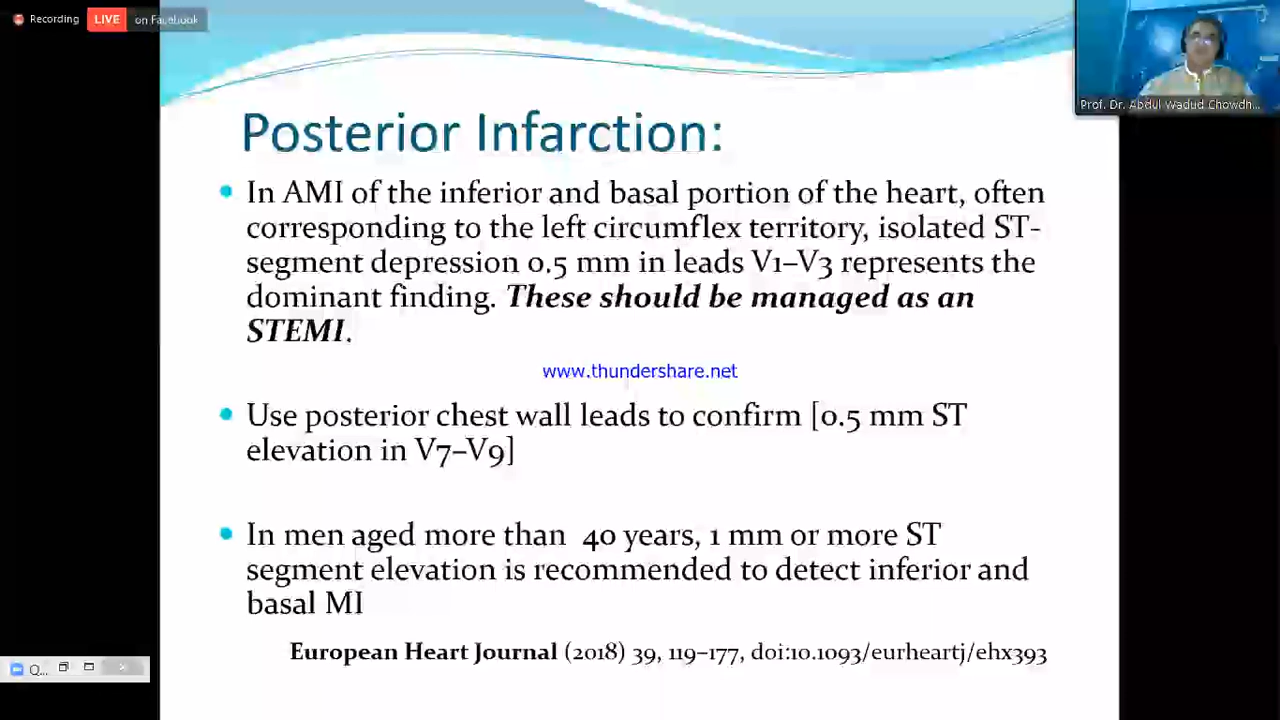 Recording
LIVE on Facebook
Prof. Dr. Abdul Wadud Chowdh...
Posterior Infarction:
In AMI of the inferior and basal portion of the heart, often
corresponding to the left circumflex territory, isolated ST-
segment depression 0.5 mm in leads V1–V3 represents the
dominant finding. These should be managed as an
STEMI.
www.thundershare.net
Use posterior chest wall leads to confirm [0.5 mm ST
elevation in V7–V9]
In men aged more than 40 years, 1 mm or more ST
segment elevation is recommended to detect inferior and
basal MI
European Heart Journal (2018) 39, 119–177, doi:10.1093/eurheartj/ehx393
Q...